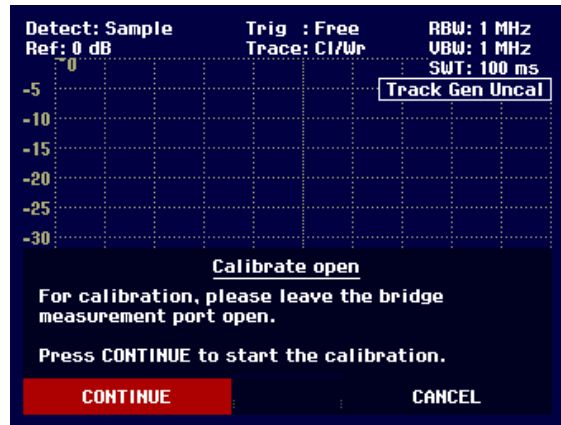 Detect: Sample Trig : Free RBW: 1 MHz
Ref: 0 dB Trace: Cl/Wr VBW: 1 MHz
SWT: 100 ms
0
Track Gen Uncal
-5
-10
-15
-20
-25
-30
Calibrate open
For calibration, please leave the bridge
measurement port open.
Press CONTINUE to start the calibration.
CONTINUE CANCEL